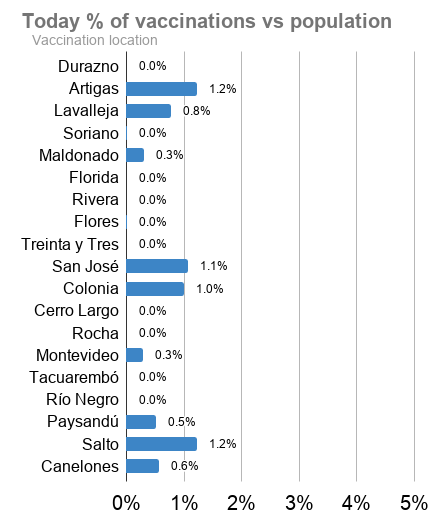 Today % of vaccinations vs population
Vaccination location
Durazno 0.0%
Artigas 1.2%
Lavalleja 0.8%
Soriano 0.0%
Maldonado 0.3%
Florida 0.0%
Rivera 0.0%
Flores 0.0%
Treinta y Tres 0.0%
San José 1.1%
Colonia 1.0%
Cerro Largo 0.0%
Rocha 0.0%
Montevideo 0.3%
Tacuarembó 0.0%
Río Negro 0.0%
Paysandú 0.5%
Salto 1.2%
Canelones 0.6%
0% 1% 2% 3% 4% 5%